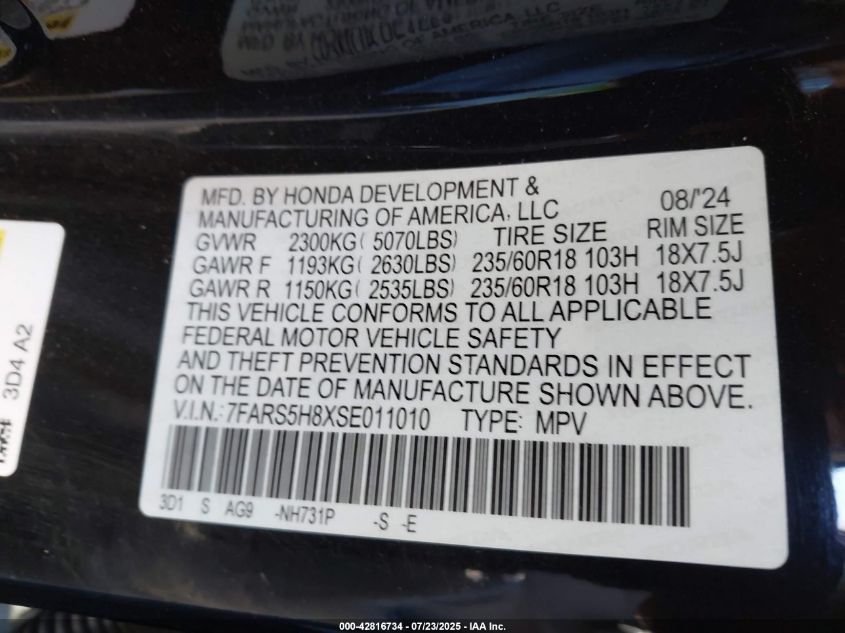 MFD. BY HONDA DEVELOPMENT &
MANUFACTURING OF AMERICA, LLC 08/'24
GVWR 2300KG( 5070LBS) TIRE SIZE RIM SIZE
GAWR F 1193KG( 2630LBS) 235/60R18 103H 18X7.5J
GAWR R 1150KG( 2535LBS) 235/60R18 103H 18X7.5J
THIS VEHICLE CONFORMS TO ALL APPLICABLE
FEDERAL MOTOR VEHICLE SAFETY
AND THEFT PREVENTION STANDARDS IN EFFECT
ON THE DATE OF MANUFACTURE SHOWN ABOVE.
V.I.N.:7FARS5H8XSE011010 TYPE: MPV
3D1 S AG9 -NH731P -S -E
3D4 A2
000-42816734 — 07/23/2025 - IAA Inc.